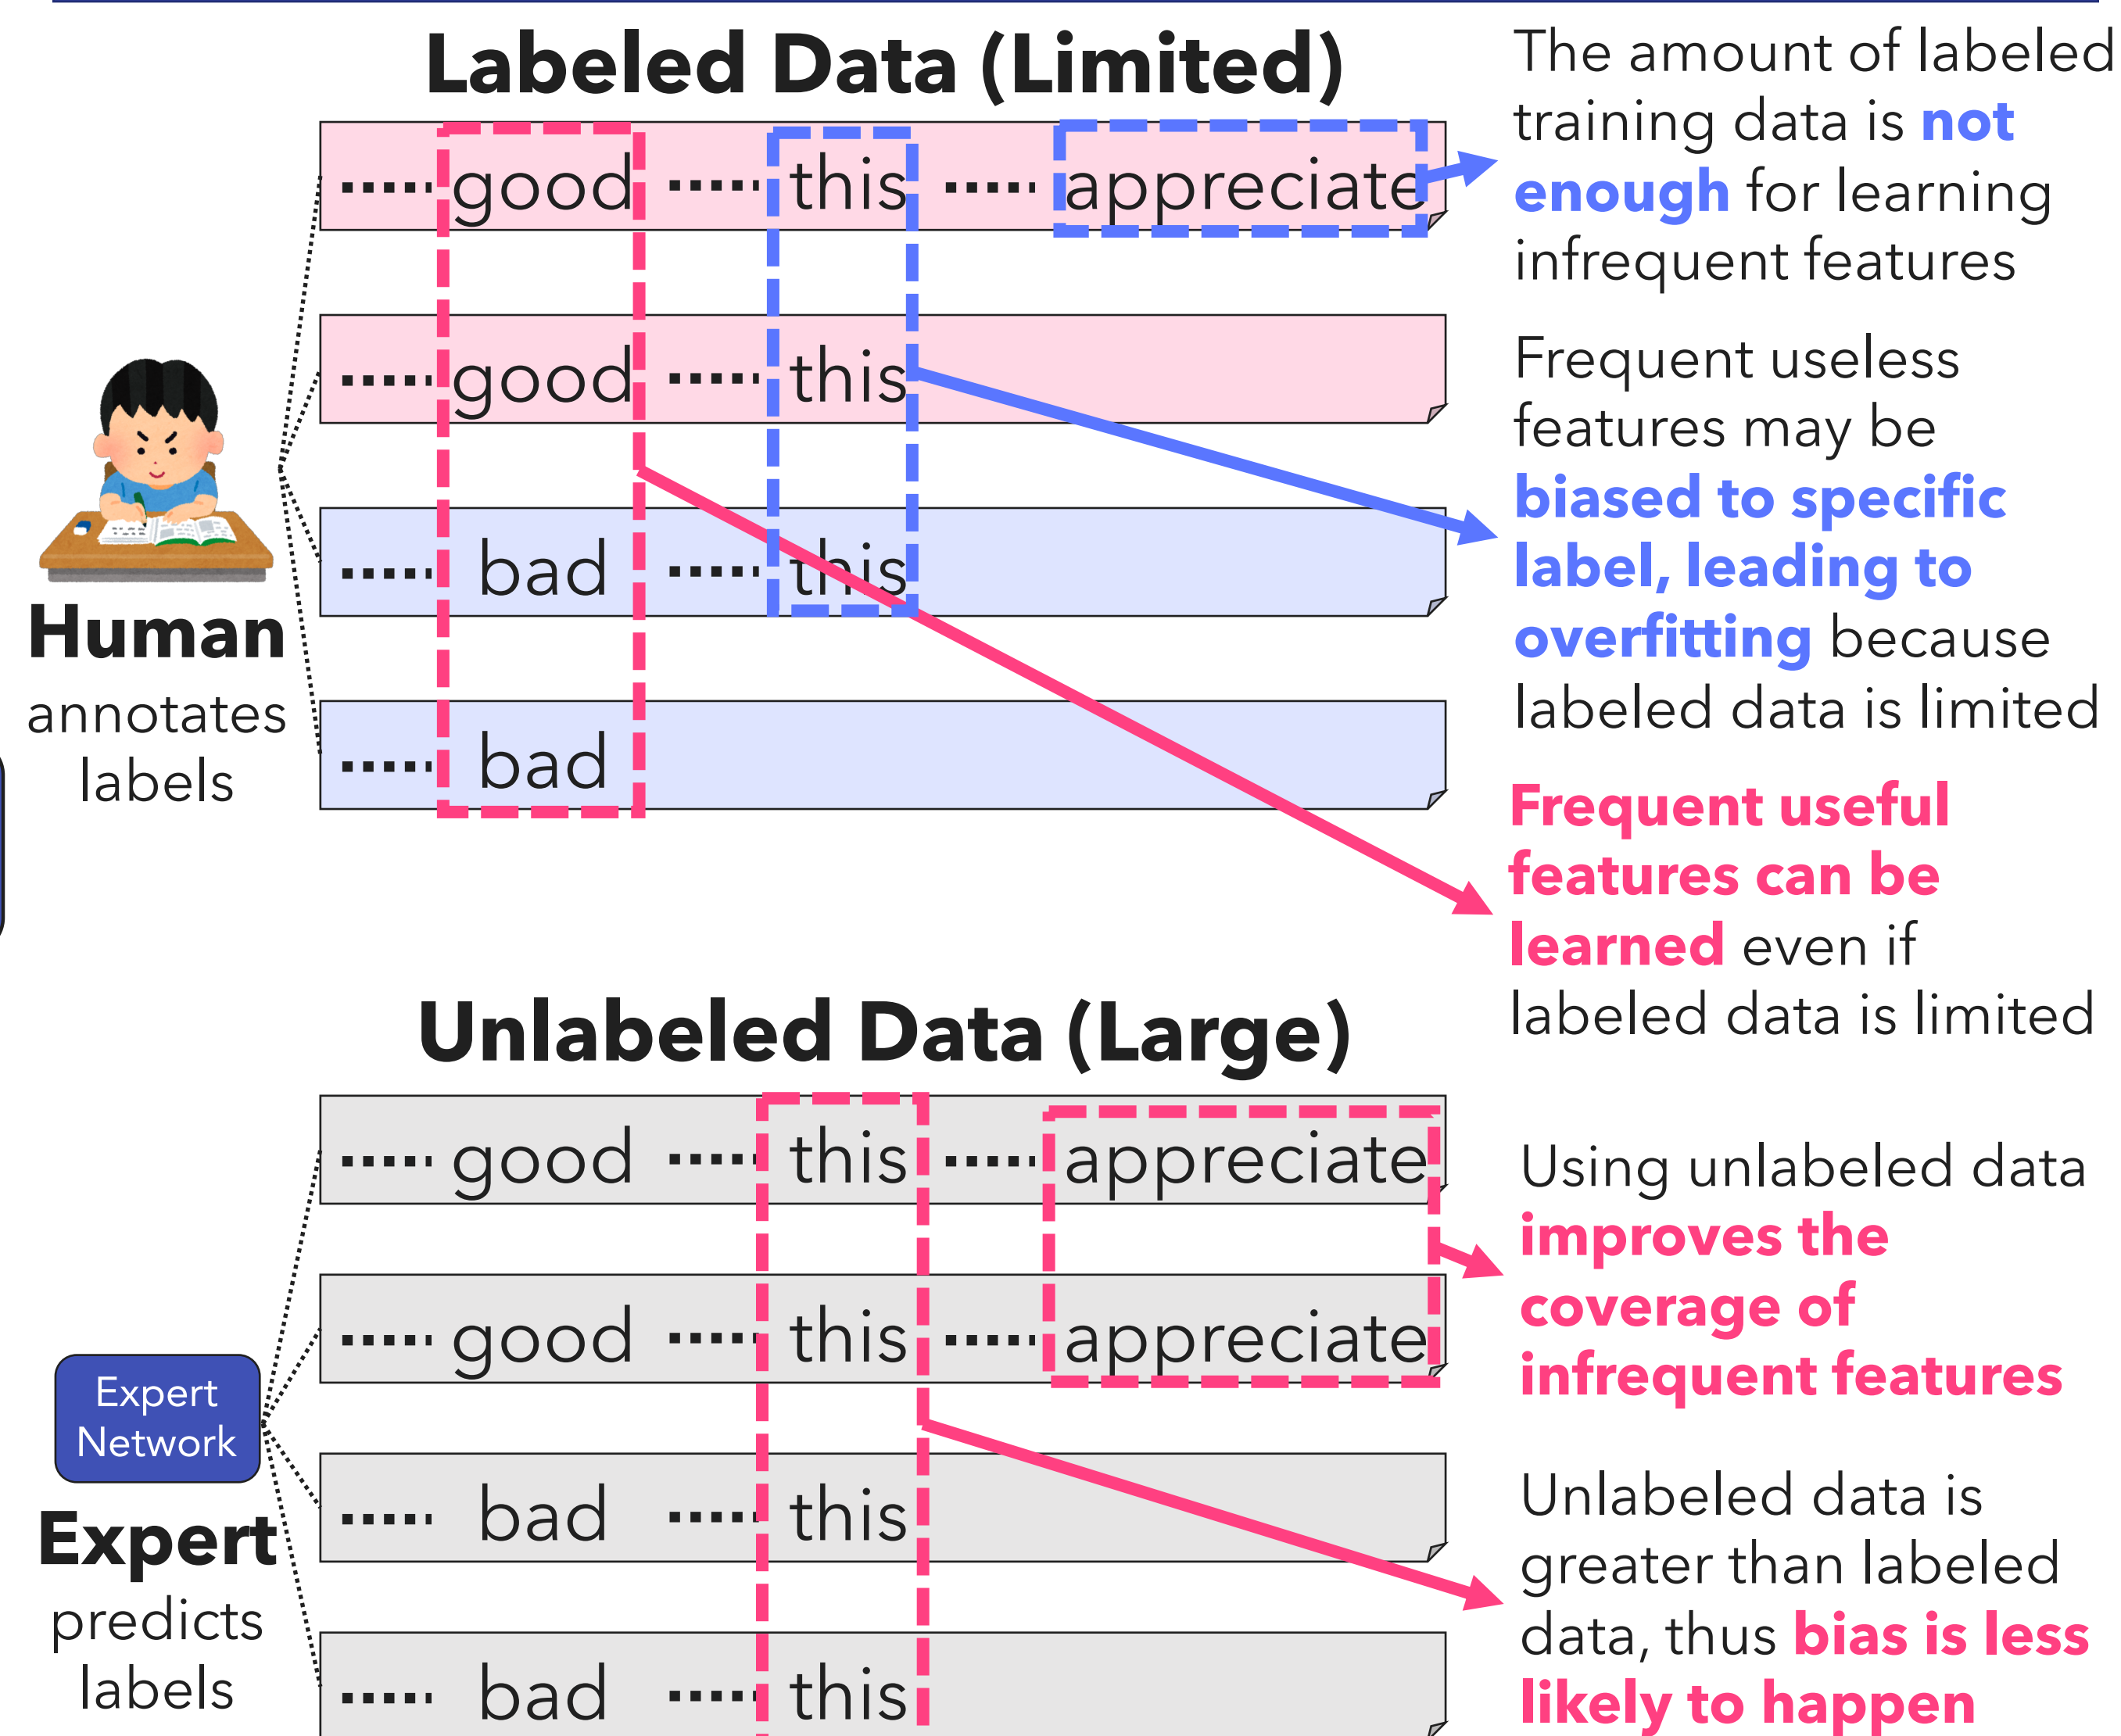 Labeled Data (Limited)
..... good ..... this ..... appreciate
..... good ..... this
..... bad ..... this
..... bad
Human
annotates
labels
The amount of labeled
training data is not
enough for learning
infrequent features
Frequent useless
features may be
biased to specific
label, leading to
overfitting because
labeled data is limited
Frequent useful
features can be
learned even if
labeled data is limited
Unlabeled Data (Large)
..... good ..... this ..... appreciate
..... good ..... this ..... appreciate
..... bad ..... this
..... bad ..... this
Expert
Network
Expert
predicts
labels
Using unlabeled data
improves the
coverage of
infrequent features
Unlabeled data is
greater than labeled
data, thus bias is less
likely to happen